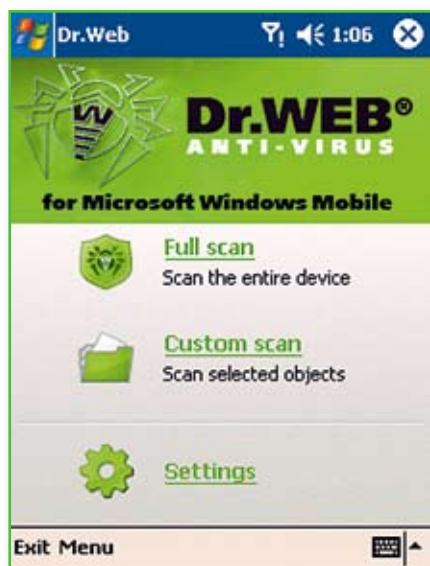 Dr.Web 1:06
Dr.WEB®
ANTI-VIRUS
for Microsoft Windows Mobile
Full scan
Scan the entire device
Custom scan
Scan selected objects
Settings
Exit Menu